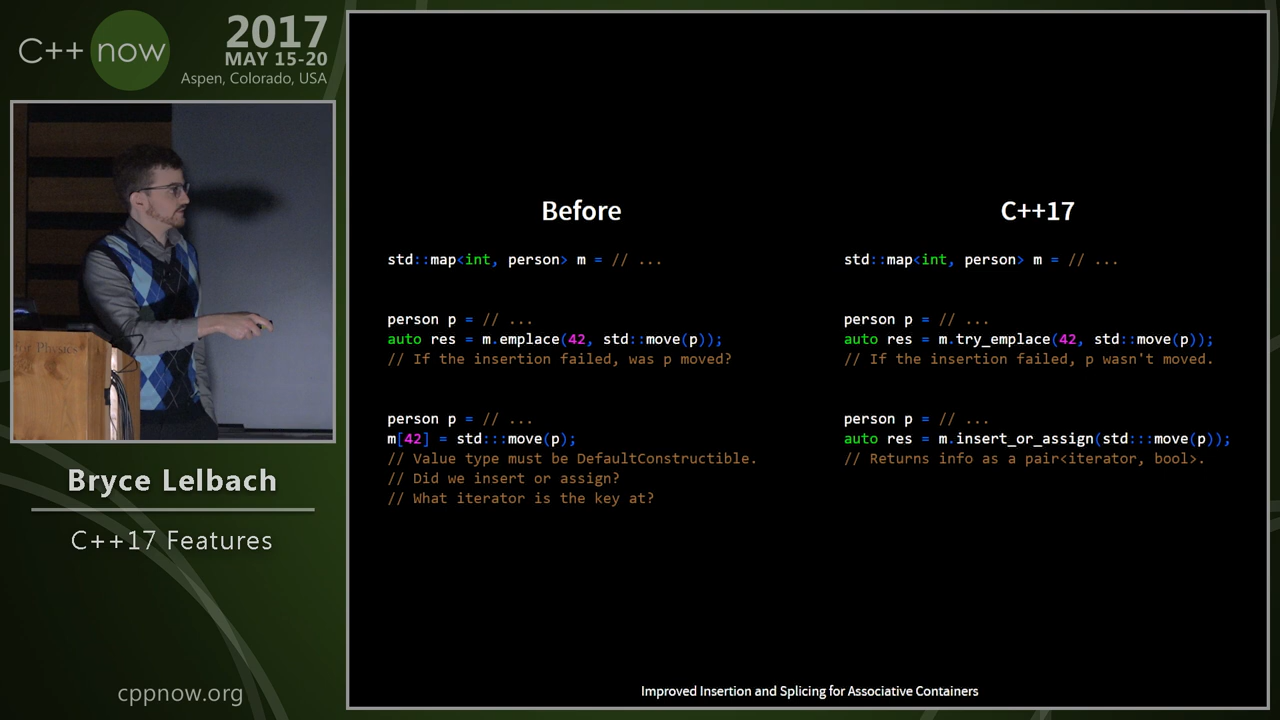 C++ now
2017
MAY 15-20
Aspen, Colorado, USA
for Physics
Bryce Lelbach
C++17 Features
cppnow.org
Before
std::map<int, person> m = // ...
person p = // ...
auto res = m.emplace(42, std::move(p));
// If the insertion failed, was p moved?
person p = // ...
m[42] = std:::move(p);
// Value type must be DefaultConstructible.
// Did we insert or assign?
// What iterator is the key at?
C++17
std::map<int, person> m = // ...
person p = // ...
auto res = m.try_emplace(42, std::move(p));
// If the insertion failed, p wasn't moved.
person p = // ...
auto res = m.insert_or_assign(std:::move(p));
// Returns info as a pair<iterator, bool>.
Improved Insertion and Splicing for Associative Containers